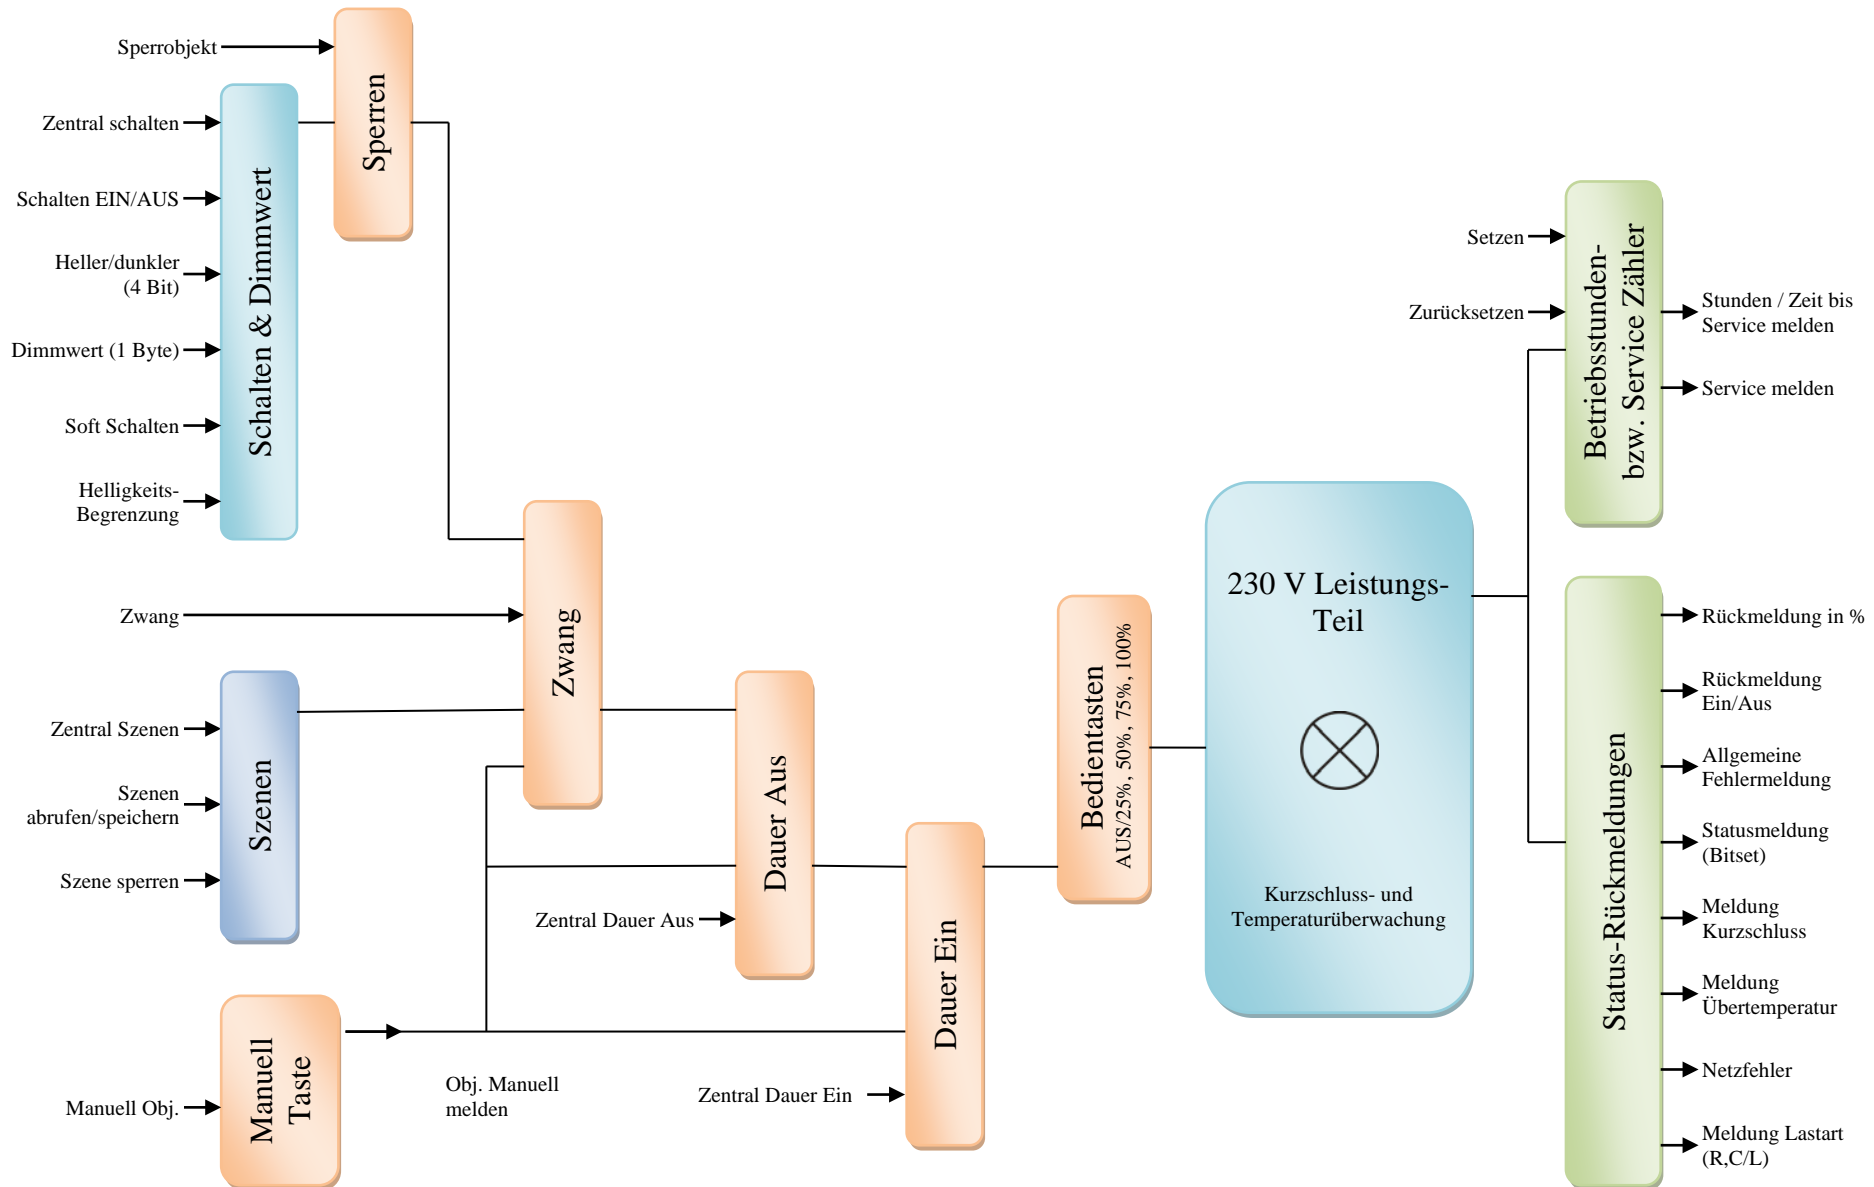 Sperrobjekt
Sperren
Zentral schalten
Schalten EIN/AUS
Heller/dunkler
(4 Bit)
Dimmwert (1 Byte)
Soft Schalten
Helligkeits-
Begrenzung
Schalten & Dimmwert
Zwang
Zwang
Zentral Szenen
Szenen
abrufen/speichern
Szene sperren
Szenen
Manuell Obj.
Manuell
Taste
Obj. Manuell
melden
Zentral Dauer Aus
Dauer Aus
Zentral Dauer Ein
Dauer Ein
Bedientasten
AUS/25%, 50%, 75%, 100%
230 V Leistungs-
Teil
Kurzschluss- und
Temperaturüberwachung
Setzen
Zurücksetzen
Betriebsstunden-
bzw. Service Zähler
Stunden / Zeit bis
Service melden
Service melden
Status-Rückmeldungen
Rückmeldung in %
Rückmeldung
Ein/Aus
Allgemeine
Fehlermeldung
Statusmeldung
(Bitset)
Meldung
Kurzschluss
Meldung
Übertemperatur
Netzfehler
Meldung Lastart
(R,C/L)